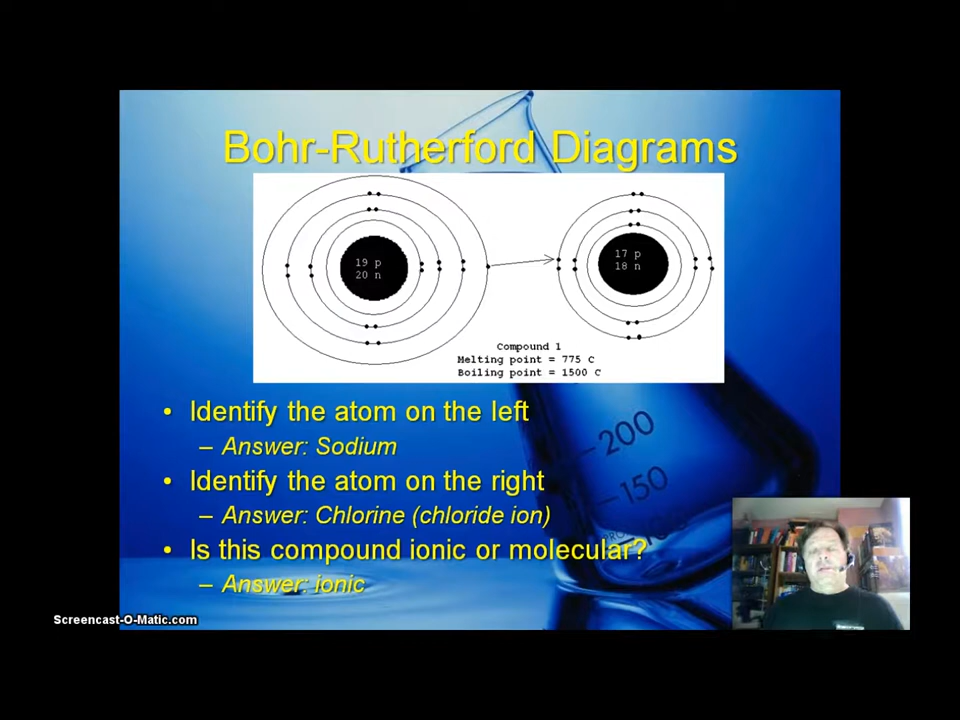 Bohr-Rutherford Diagrams
19 p
20 n
17 p
18 n
Compound 1
Melting point = 775 C
Boiling point = 1500 C
• Identify the atom on the left
– Answer: Sodium
• Identify the atom on the right
– Answer: Chlorine (chloride ion)
• Is this compound ionic or molecular?
– Answer: ionic
200
150
Screencast-O-Matic.com